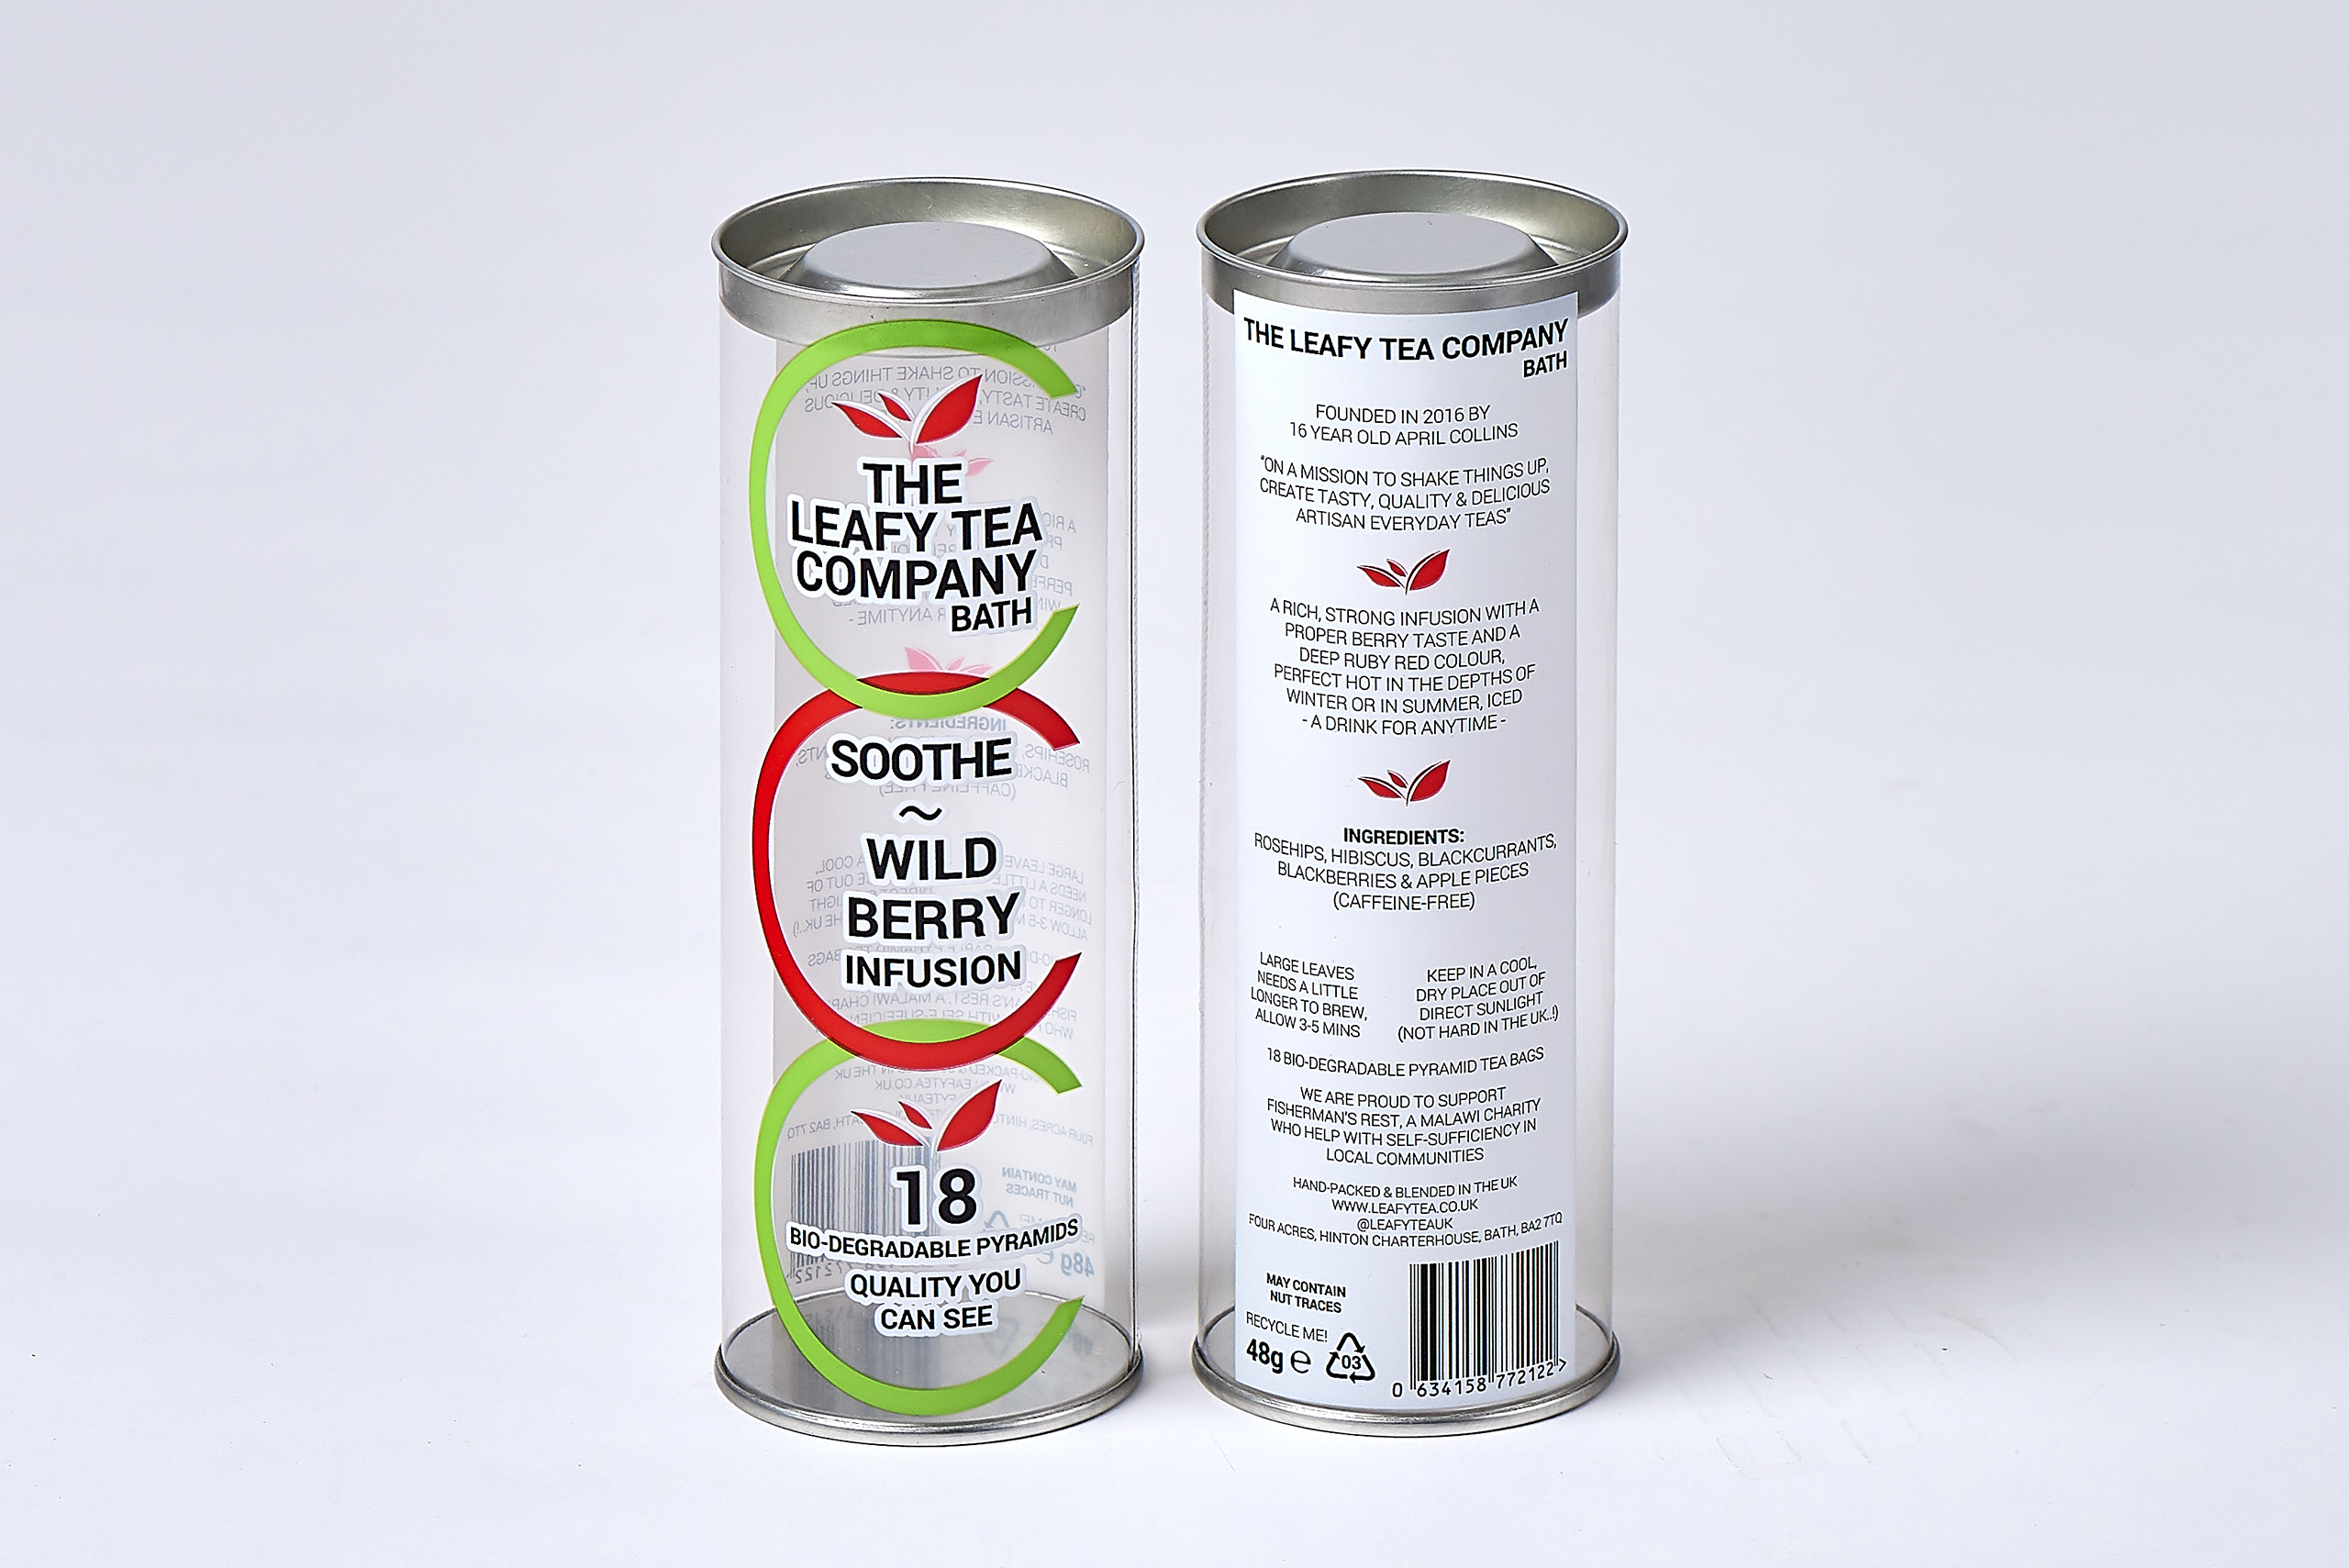 THE
LEAFY TEA
COMPANY
BATH
SOOTHE
~
WILD
BERRY
INFUSION
18
BIO-DEGRADABLE PYRAMIDS
QUALITY YOU
CAN SEE
THE LEAFY TEA COMPANY
BATH
FOUNDED IN 2016 BY
16 YEAR OLD APRIL COLLINS
"ON A MISSION TO SHAKE THINGS UP,
CREATE TASTY, QUALITY & DELICIOUS
ARTISAN EVERYDAY TEAS"
A RICH, STRONG INFUSION WITH A
PROPER BERRY TASTE AND A
DEEP RUBY RED COLOUR,
PERFECT HOT IN THE DEPTHS OF
WINTER OR IN SUMMER, ICED
- A DRINK FOR ANYTIME -
INGREDIENTS:
ROSEHIPS, HIBISCUS, BLACKCURRANTS,
BLACKBERRIES & APPLE PIECES
(CAFFEINE-FREE)
LARGE LEAVES
NEEDS A LITTLE
LONGER TO BREW,
ALLOW 3-5 MINS
KEEP IN A COOL,
DRY PLACE OUT OF
DIRECT SUNLIGHT
(NOT HARD IN THE UK..!)
18 BIO-DEGRADABLE PYRAMID TEA BAGS
WE ARE PROUD TO SUPPORT
FISHERMAN'S REST, A MALAWI CHARITY
WHO HELP WITH SELF-SUFFICIENCY IN
LOCAL COMMUNITIES
HAND-PACKED & BLENDED IN THE UK
WWW.LEAFYTEA.CO.UK
@LEAFYTEAUK
FOUR ACRES, HINTON CHARTERHOUSE, BATH, BA2 7TQ
MAY CONTAIN
NUT TRACES
RECYCLE ME!
48g ℮ 03
0 634158 772122 >